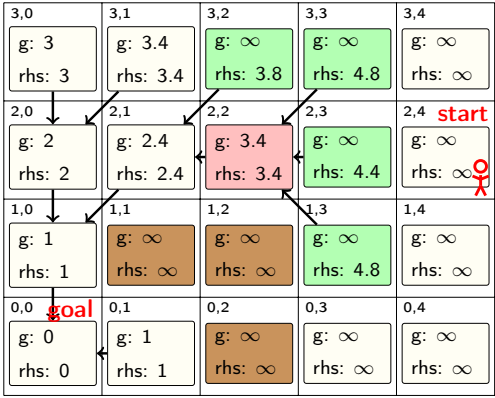 3,0 3,1 3,2 3,3 3,4
g: 3 g: 3.4 g: ∞ g: ∞ g: ∞
rhs: 3 rhs: 3.4 rhs: 3.8 rhs: 4.8 rhs: ∞
2,0 2,1 2,2 2,3 2,4
start
g: 2 g: 2.4 g: 3.4 g: ∞ g: ∞
rhs: 2 rhs: 2.4 rhs: 3.4 rhs: 4.4 rhs: ∞
1,0 1,1 1,2 1,3 1,4
g: 1 g: ∞ g: ∞ g: ∞ g: ∞
rhs: 1 rhs: ∞ rhs: ∞ rhs: 4.8 rhs: ∞
0,0 0,1 0,2 0,3 0,4
goal
g: 0 g: 1 g: ∞ g: ∞ g: ∞
rhs: 0 rhs: 1 rhs: ∞ rhs: ∞ rhs: ∞